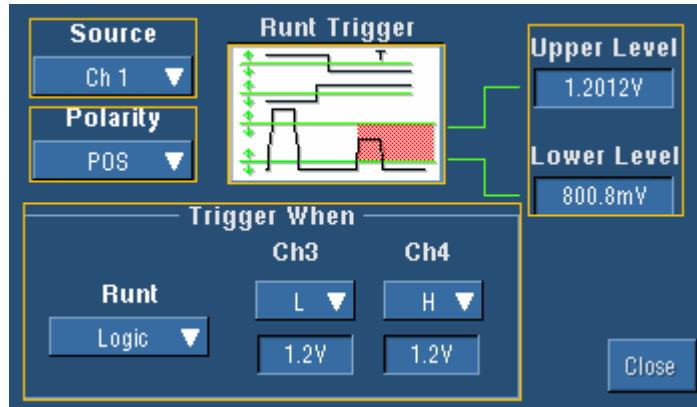 Source
Ch 1
Polarity
POS
Runt Trigger
T
Upper Level
1.2012V
Lower Level
800.8mV
Trigger When
Ch3 Ch4
Runt
L H
Logic
1.2V 1.2V
Close